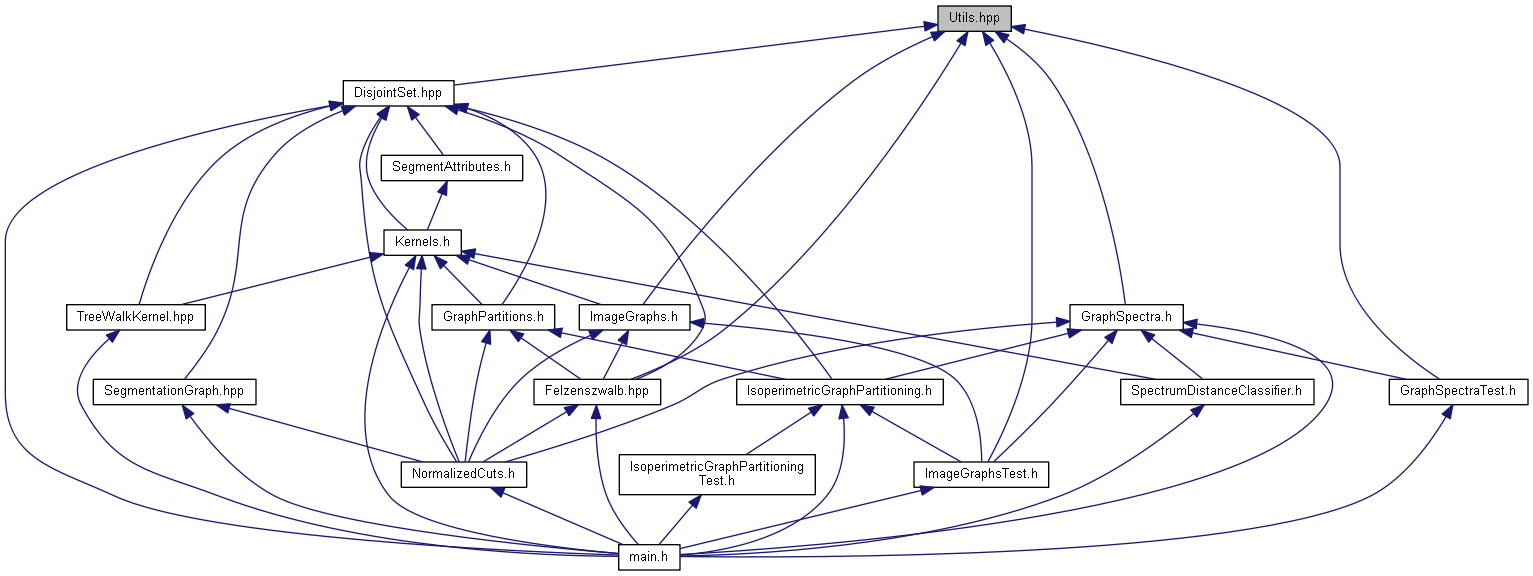 Utils.hpp
DisjointSet.hpp
SegmentAttributes.h
Kernels.h
TreeWalkKernel.hpp
GraphPartitions.h
ImageGraphs.h
GraphSpectra.h
SegmentationGraph.hpp
Felzenszwalb.hpp
IsoperimetricGraphPartitioning.h
SpectrumDistanceClassifier.h
GraphSpectraTest.h
NormalizedCuts.h
IsoperimetricGraphPartitioning
Test.h
ImageGraphsTest.h
main.h